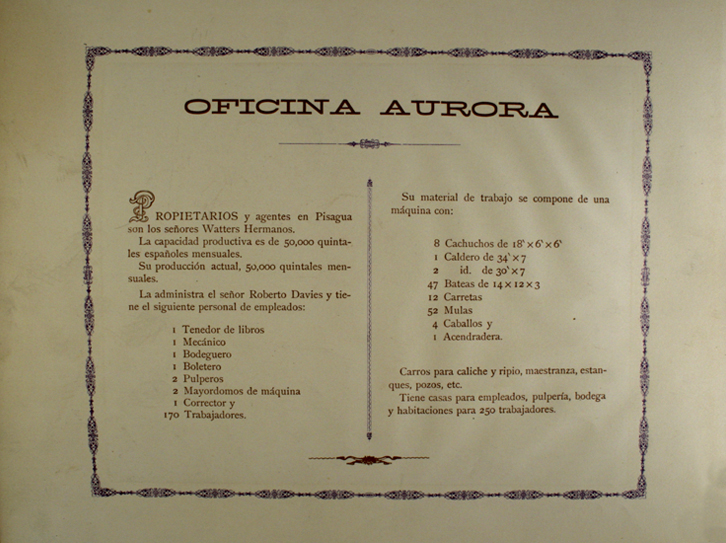 OFICINA AURORA
PROPIETARIOS y agentes en Pisagua
son los señores Watters Hermanos.
La capacidad productiva es de 50,000 quinta-
les españoles mensuales.
Su producción actual, 50,000 quintales men-
suales.
La administra el señor Roberto Davies y tie-
ne el siguiente personal de empleados:
1 Tenedor de libros
1 Mecánico
1 Bodeguero
1 Boletero
2 Pulperos
2 Mayordomos de máquina
1 Corrector y
170 Trabajadores.
Su material de trabajo se compone de una
máquina con:
8 Cachuchos de 18' × 6' × 6'
1 Caldero de 34' × 7
2 id. de 30' × 7
47 Bateas de 14 × 12 × 3
12 Carretas
52 Mulas
4 Caballos y
1 Acendradera.
Carros para caliche y ripio, maestranza, estan-
ques, pozos, etc.
Tiene casas para empleados, pulpería, bodega
y habitaciones para 250 trabajadores.